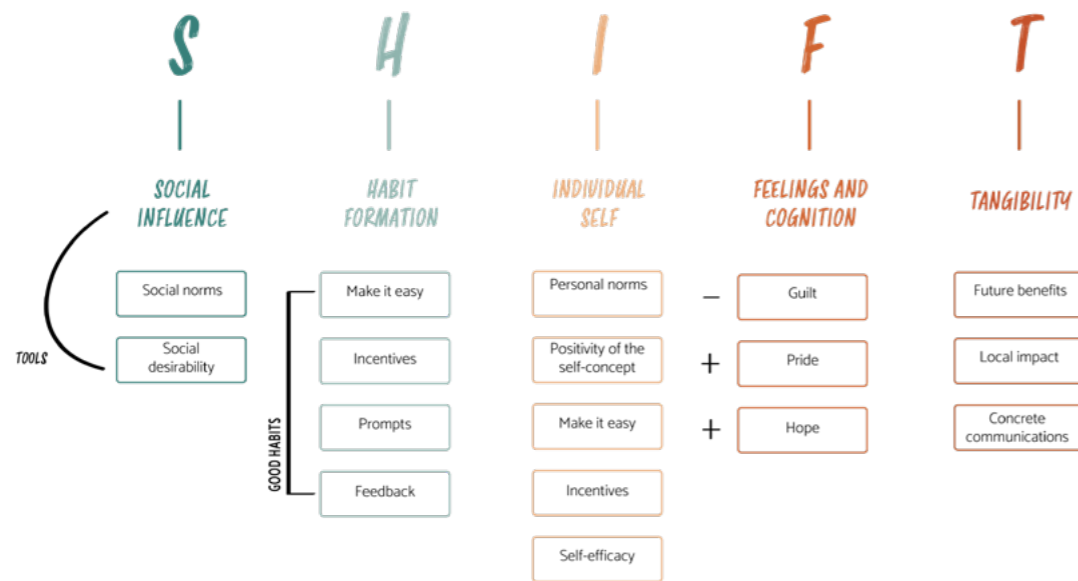 S
H
I
F
T
SOCIAL
INFLUENCE
HABIT
FORMATION
INDIVIDUAL
SELF
FEELINGS AND
COGNITION
TANGIBILITY
TOOLS
Social norms
Social
desirability
GOOD HABITS
Make it easy
Incentives
Prompts
Feedback
Personal norms
Positivity of the
self-concept
Make it easy
Incentives
Self-efficacy
− Guilt
+ Pride
+ Hope
Future benefits
Local impact
Concrete
communications